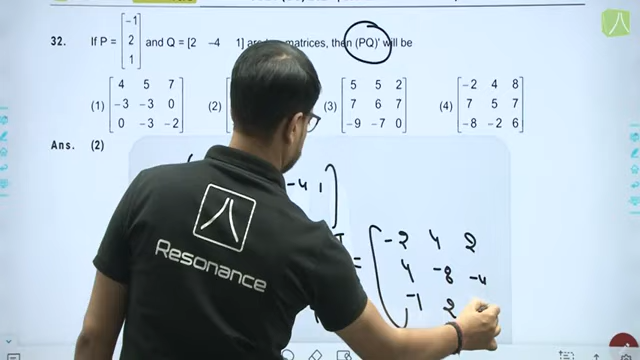 32. If P = [-1 2 1] and Q = [2 -4 1] are two matrices, then (PQ)' will be
(1) [4 5 7
-3 -3 0
0 -3 -2]
(2) [
(3) [5 5 2
7 6 7
-9 -7 0]
(4) [-2 4 8
7 5 7
-8 -2 6]
Ans. (2)
-4 1
= [-2 4 2
4 -8 -4
-1 2
Resonance